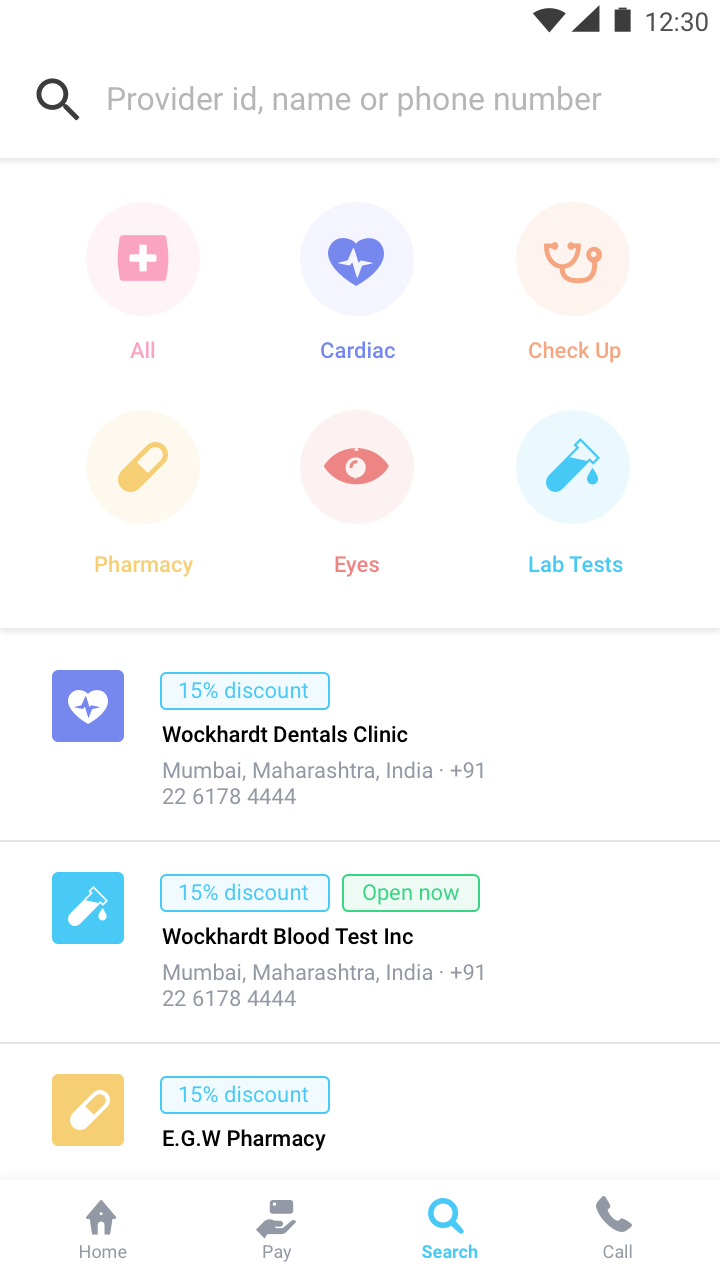 12:30
Provider id, name or phone number
All
Cardiac
Check Up
Pharmacy
Eyes
Lab Tests
15% discount
Wockhardt Dentals Clinic
Mumbai, Maharashtra, India · +91
22 6178 4444
15% discount
Open now
Wockhardt Blood Test Inc
Mumbai, Maharashtra, India · +91
22 6178 4444
15% discount
E.G.W Pharmacy
Home
Pay
Search
Call